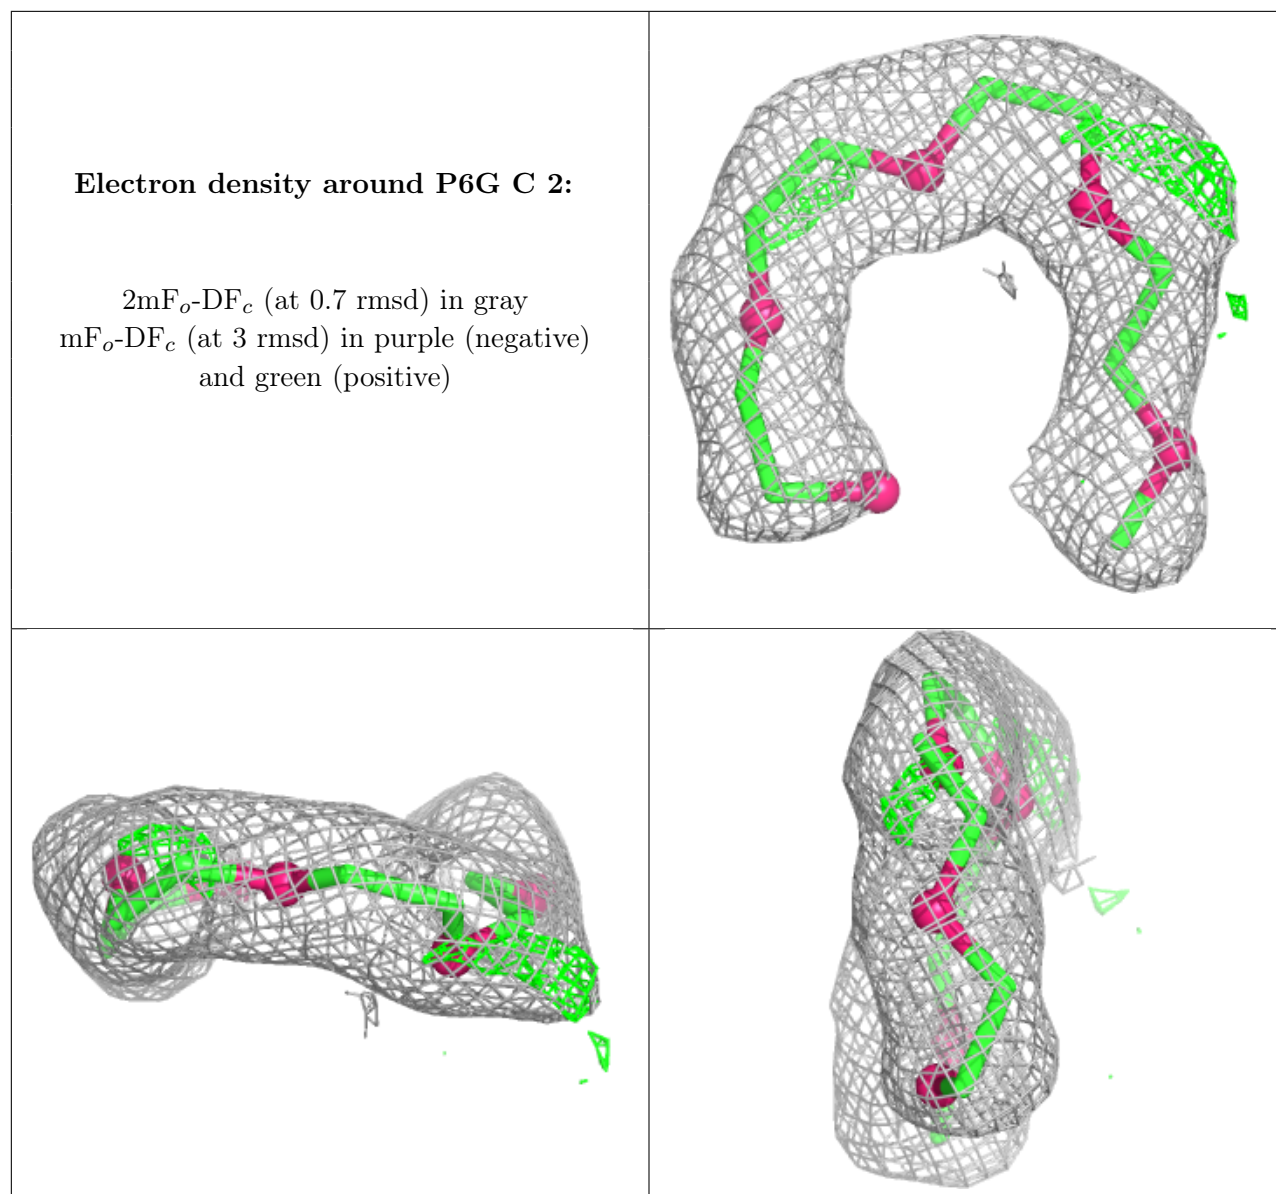 Electron density around P6G C 2:
2mFo-DFc (at 0.7 rmsd) in gray
mFo-DFc (at 3 rmsd) in purple (negative)
and green (positive)